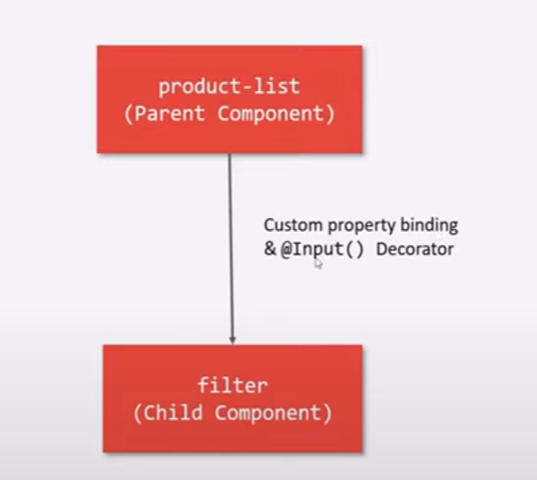 product-list
(Parent Component)
Custom property binding
& @Input() Decorator
filter
(Child Component)